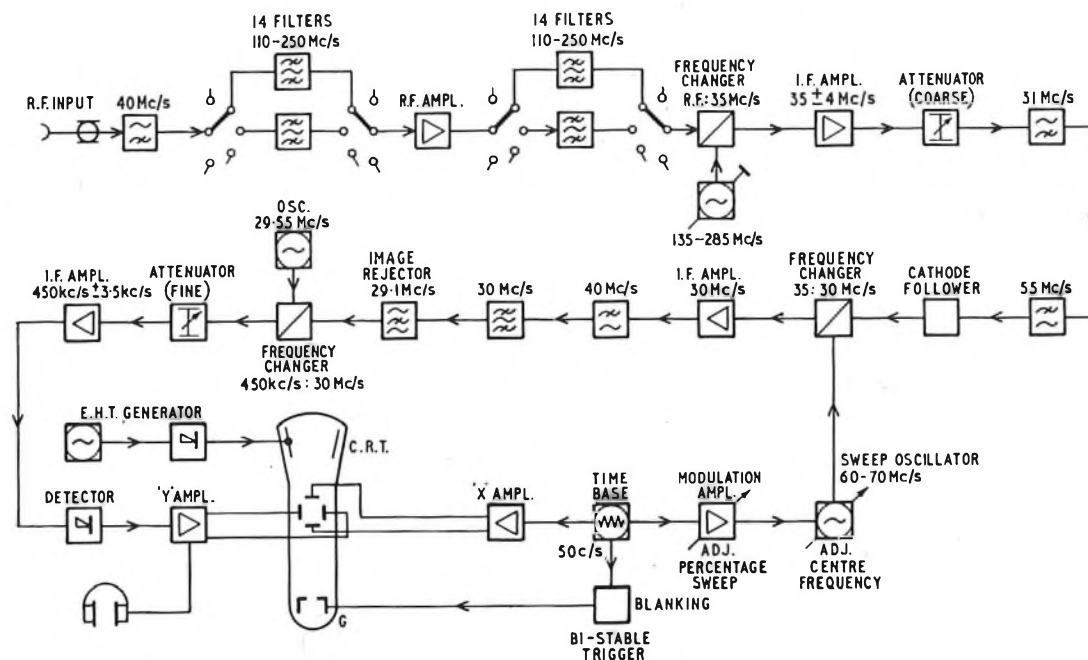 14 FILTERS
110-250 Mc/s
14 FILTERS
110-250 Mc/s
R.F. INPUT
40 Mc/s
R.F. AMPL.
FREQUENCY
CHANGER
R.F.: 35 Mc/s
I.F. AMPL.
35 ± 4 Mc/s
ATTENUATOR
(COARSE)
31 Mc/s
135-285 Mc/s
OSC.
29·55 Mc/s
I.F. AMPL.
450kc/s ±3·5kc/s
ATTENUATOR
(FINE)
FREQUENCY
CHANGER
450kc/s : 30 Mc/s
IMAGE
REJECTOR
29·1Mc/s
30 Mc/s
40 Mc/s
I.F. AMPL.
30 Mc/s
FREQUENCY
CHANGER
35: 30 Mc/s
CATHODE
FOLLOWER
55 Mc/s
E.H.T. GENERATOR
C.R.T.
DETECTOR
'Y' AMPL.
'X' AMPL.
TIME
BASE
50c/s
MODULATION
AMPL.
ADJ.
PERCENTAGE
SWEEP
SWEEP OSCILLATOR
60-70 Mc/s
ADJ.
CENTRE
FREQUENCY
G
BLANKING
BI-STABLE
TRIGGER